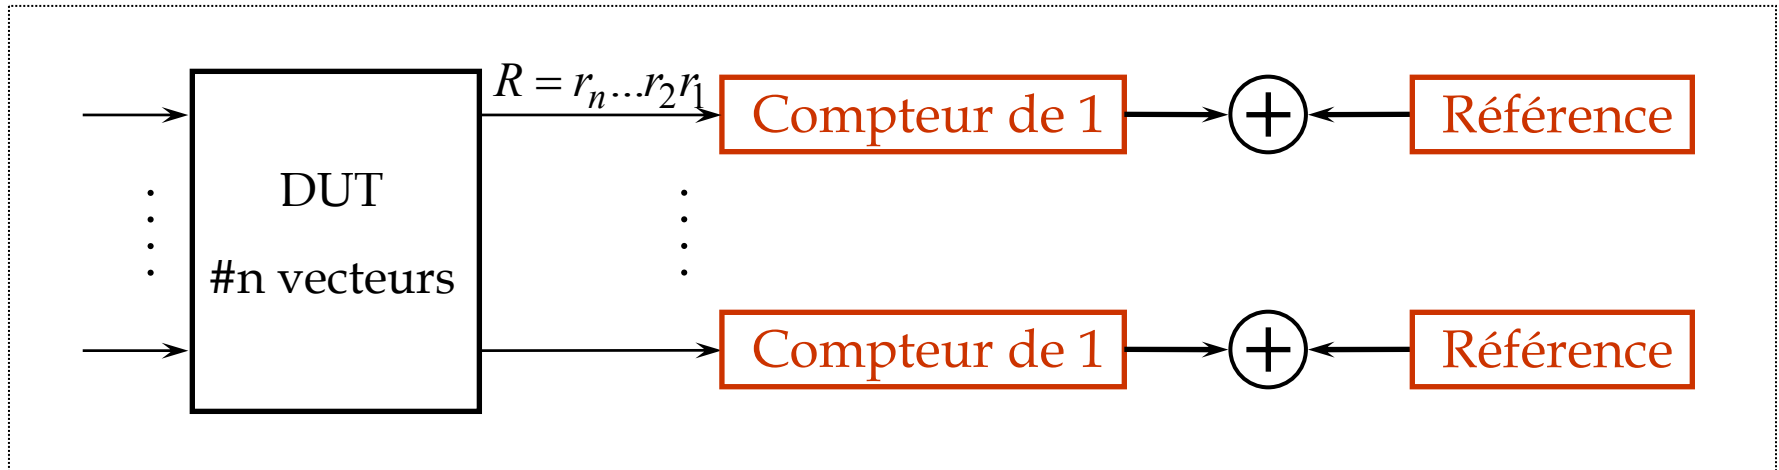 R = rₙ...r₂r₁
Compteur de 1
Référence
DUT
#n vecteurs
Compteur de 1
Référence